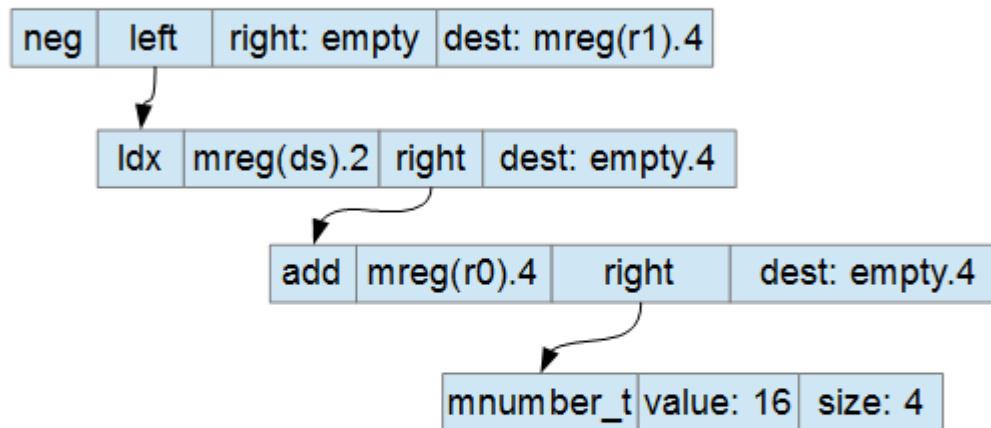 neg left right: empty dest: mreg(r1).4
ldx mreg(ds).2 right dest: empty.4
add mreg(r0).4 right dest: empty.4
mnumber_t value: 16 size: 4